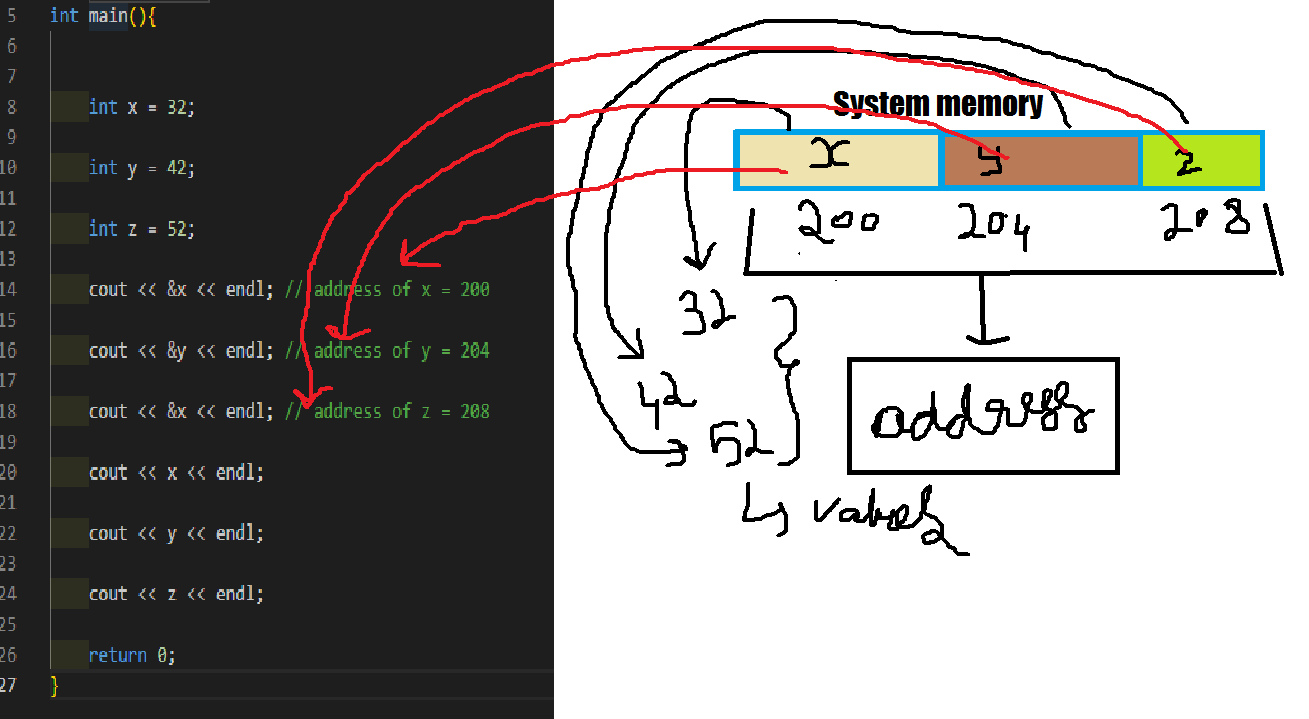 5 int main(){
6
7
8 int x = 32;
9
10 int y = 42;
11
12 int z = 52;
13
14 cout << &x << endl; // address of x = 200
15
16 cout << &y << endl; // address of y = 204
17
18 cout << &x << endl; // address of z = 208
19
20 cout << x << endl;
21
22 cout << y << endl;
23
24 cout << z << endl;
25
26 return 0;
27 }
System memory
x y z
200 204 208
32
42
52
values
address